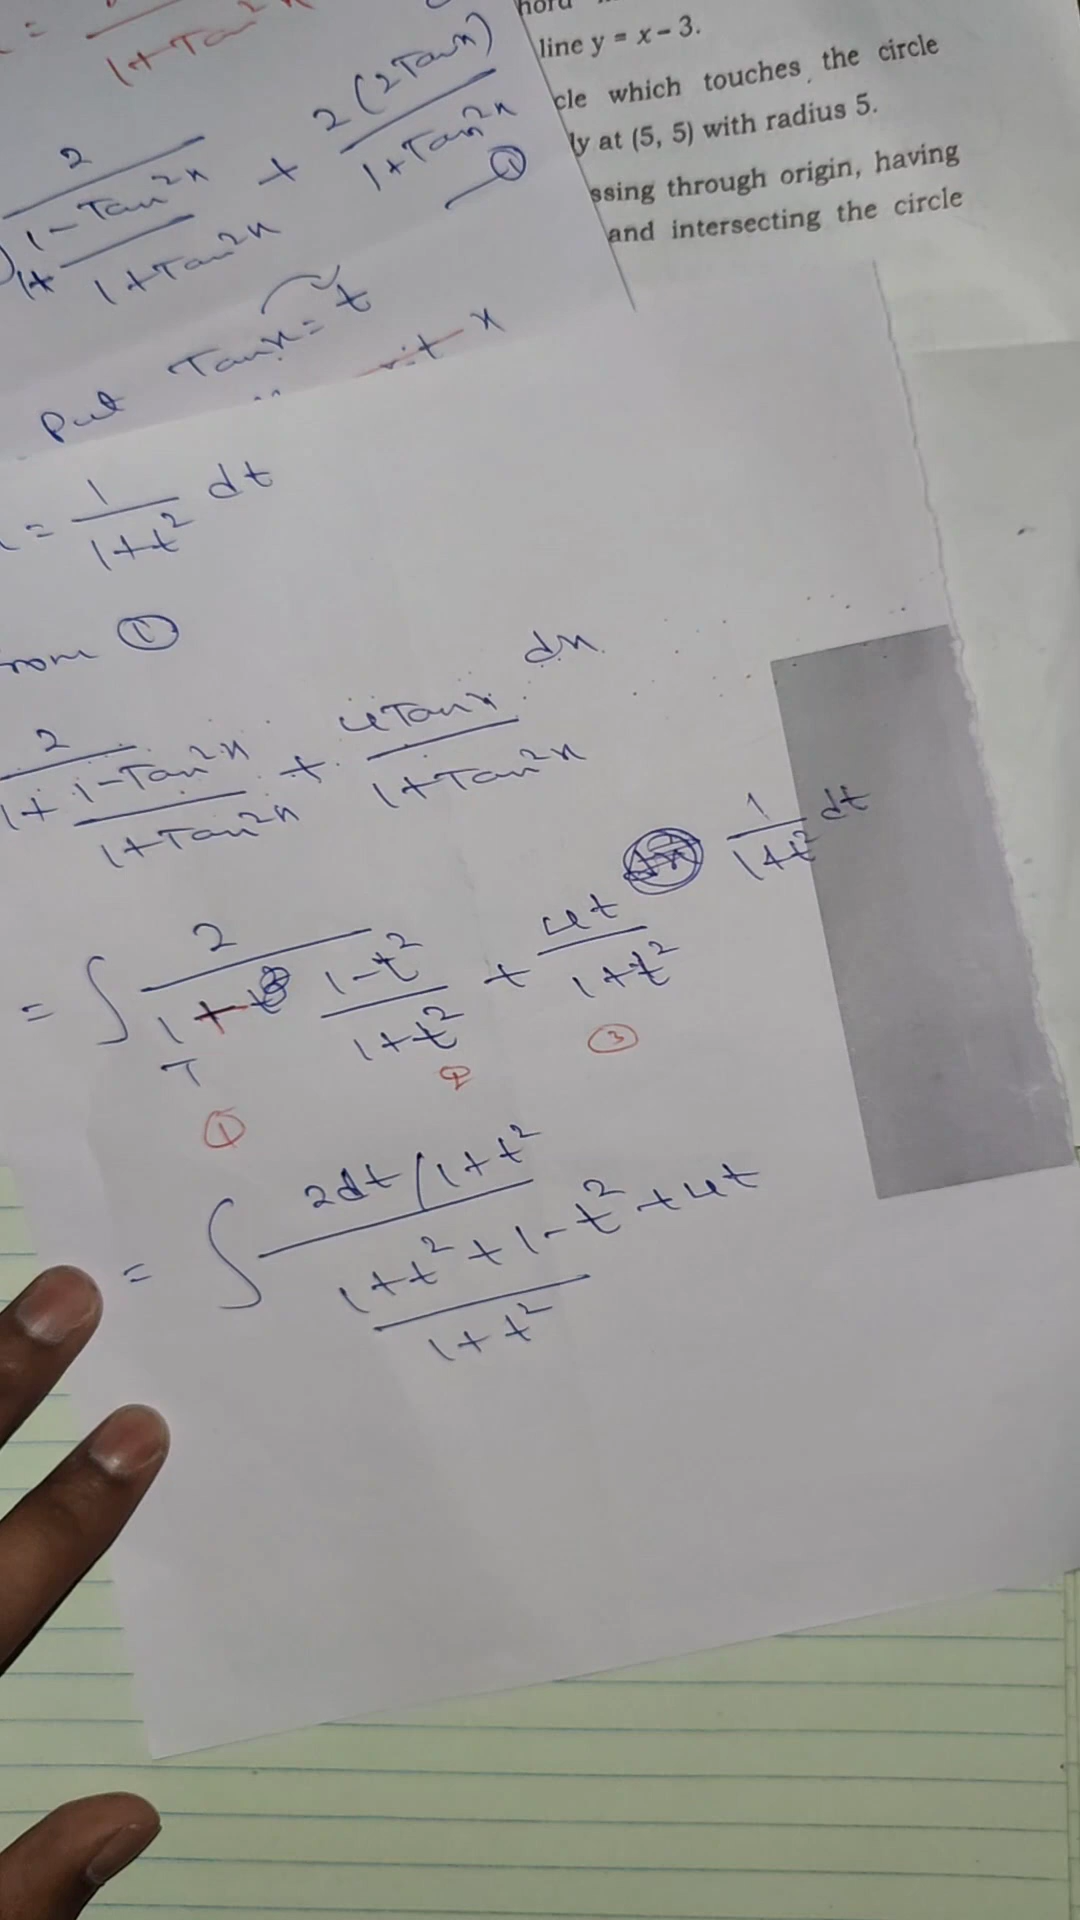 1+Tan²x
hord
line y = x – 3.
cle which touches the circle
ly at (5, 5) with radius 5.
ssing through origin, having
and intersecting the circle
2 / (1+ (1-Tan²x)/(1+Tan²x)) + 2(2Tanx)/(1+Tan²x) — ①
Put Tanx = t
w.r.t x
= 1/(1+t²) dt
rom ①
2 / (1+ (1-Tan²x)/(1+Tan²x)) + 4Tanx/(1+Tan²x) dx
= ∫ 2 / (1+ (1-t²)/(1+t²)) + 4t/(1+t²) 1/(1+t²) dt
① 2 ③
= ∫ 2dt/1+t² / ((1+t²+1-t²+4t)/(1+t²))